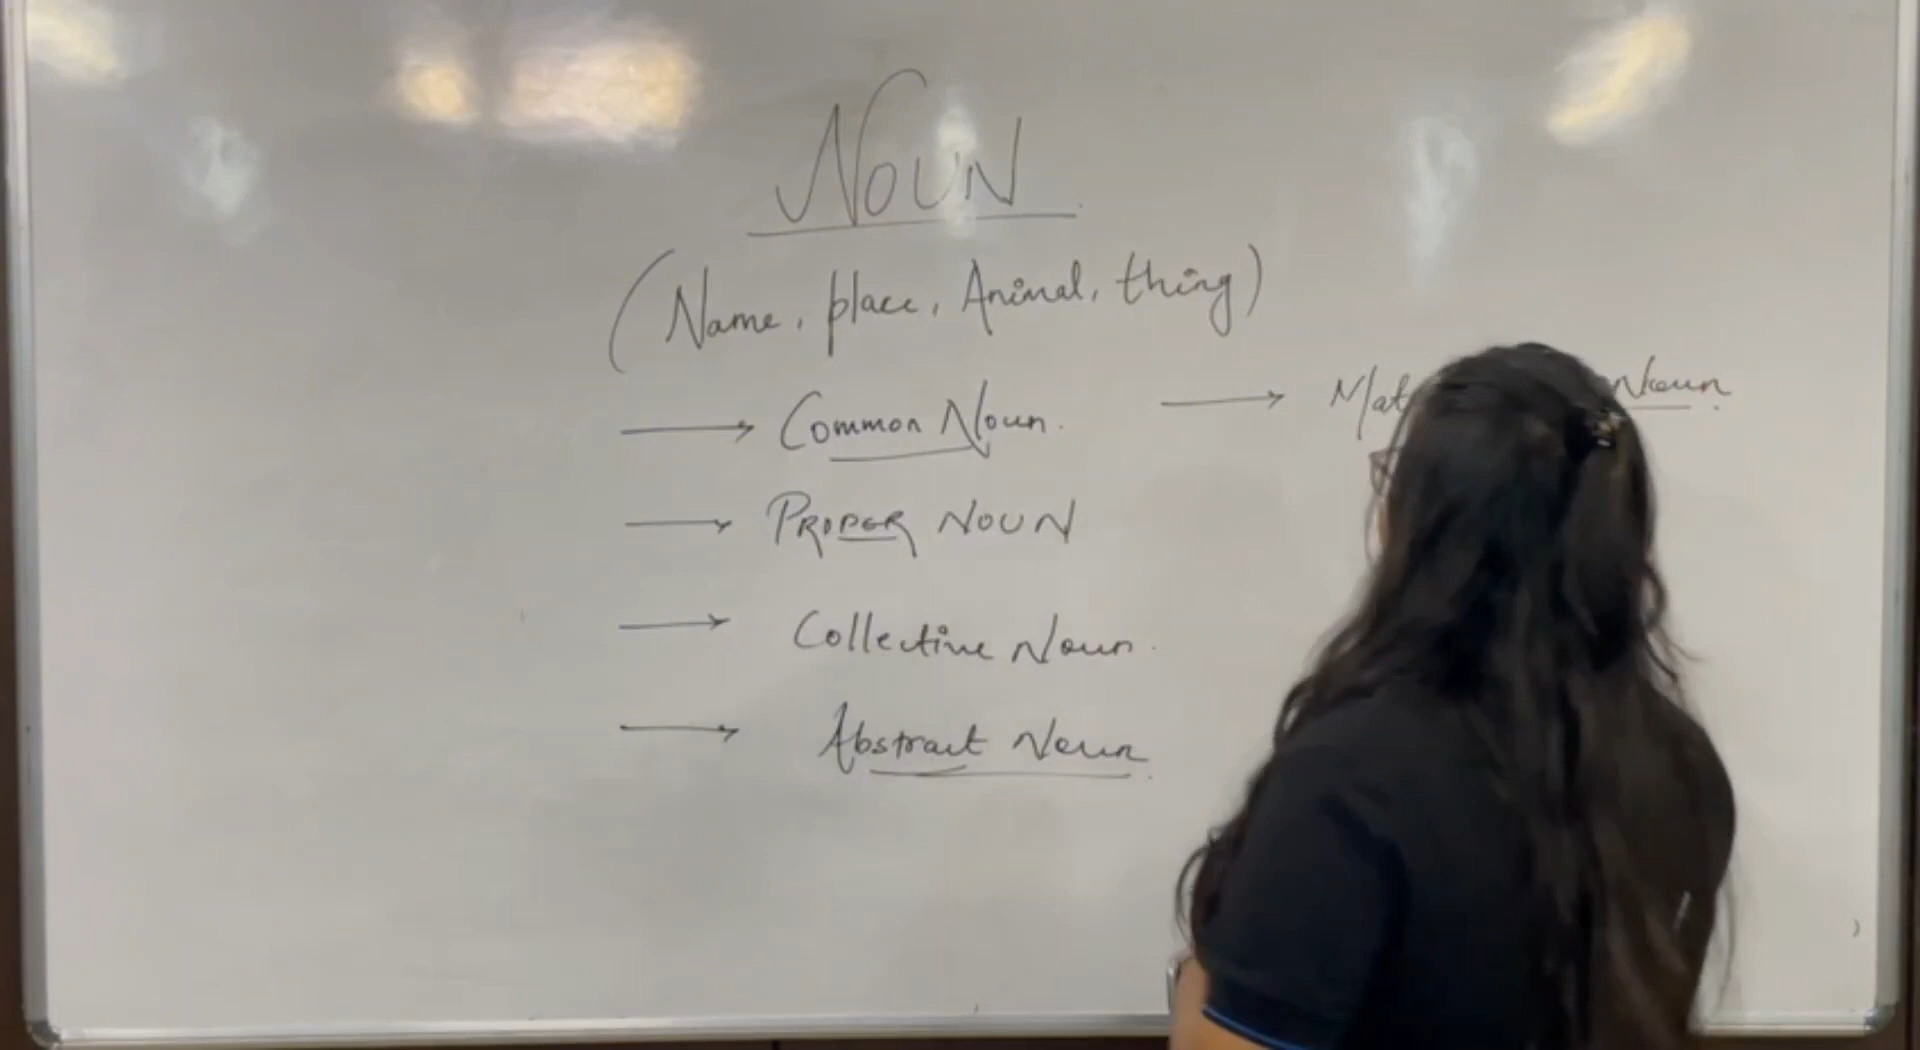 NOUN
(Name, place, Animal, thing)
→ Common Noun.
→ PROPER NOUN
→ Collective Noun.
→ Abstract Noun.
→ Noun.